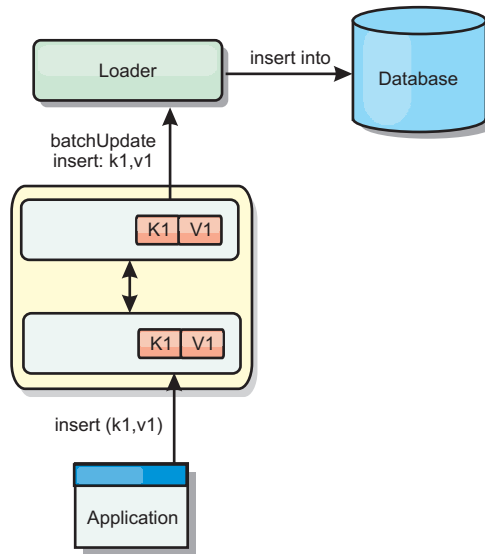 Loader
insert into
Database
batchUpdate
insert: k1,v1
K1 V1
K1 V1
insert (k1,v1)
Application